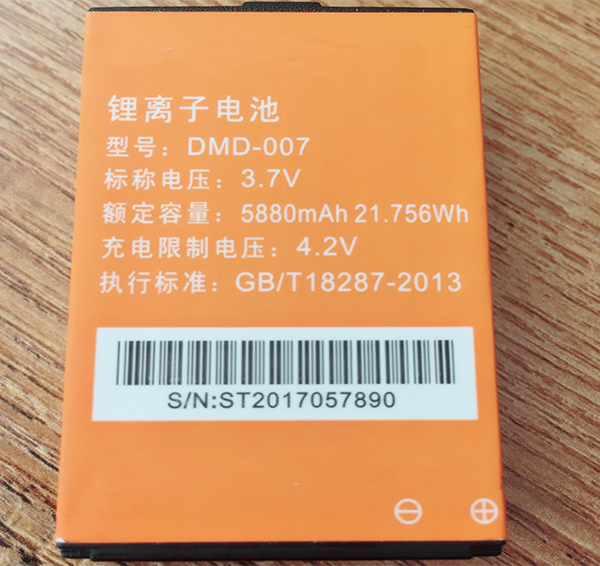 锂离子电池
型号：DMD-007
标称电压：3.7V
额定容量：5880mAh 21.756Wh
充电限制电压：4.2V
执行标准：GB/T18287-2013
S/N:ST2017057890
⊖ ⊕